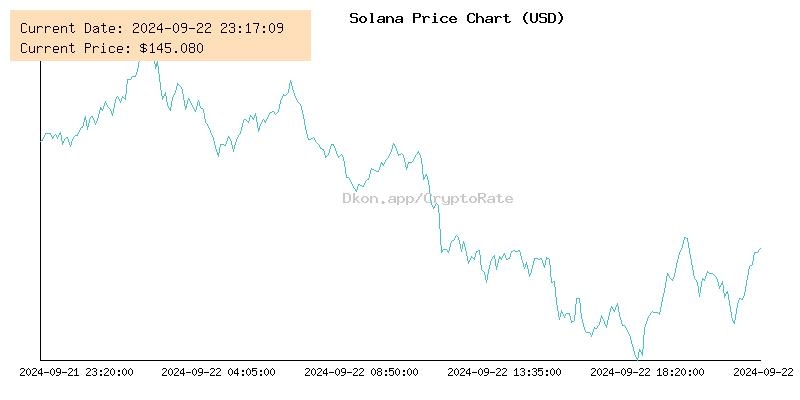 Solana Price Chart (USD)
Current Date: 2024-09-22 23:17:09
Current Price: $145.080
Dkon.app/CryptoRate
2024-09-21 23:20:00 2024-09-22 04:05:00 2024-09-22 08:50:00 2024-09-22 13:35:00 2024-09-22 18:20:00 2024-09-22